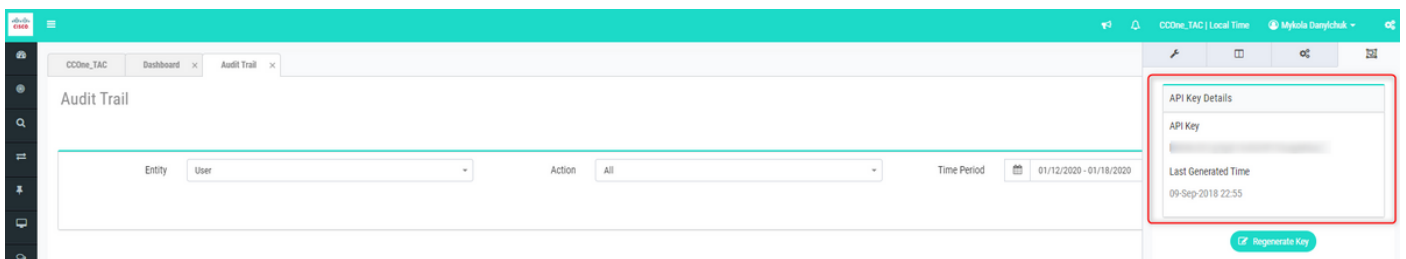 CISCO
CCOne_TAC | Local Time Mykola Danylchuk
CCOne_TAC Dashboard × Audit Trail ×
Audit Trail
Entity User Action All Time Period 01/12/2020 - 01/18/2020
API Key Details
API Key
Last Generated Time
09-Sep-2018 22:55
Regenerate Key